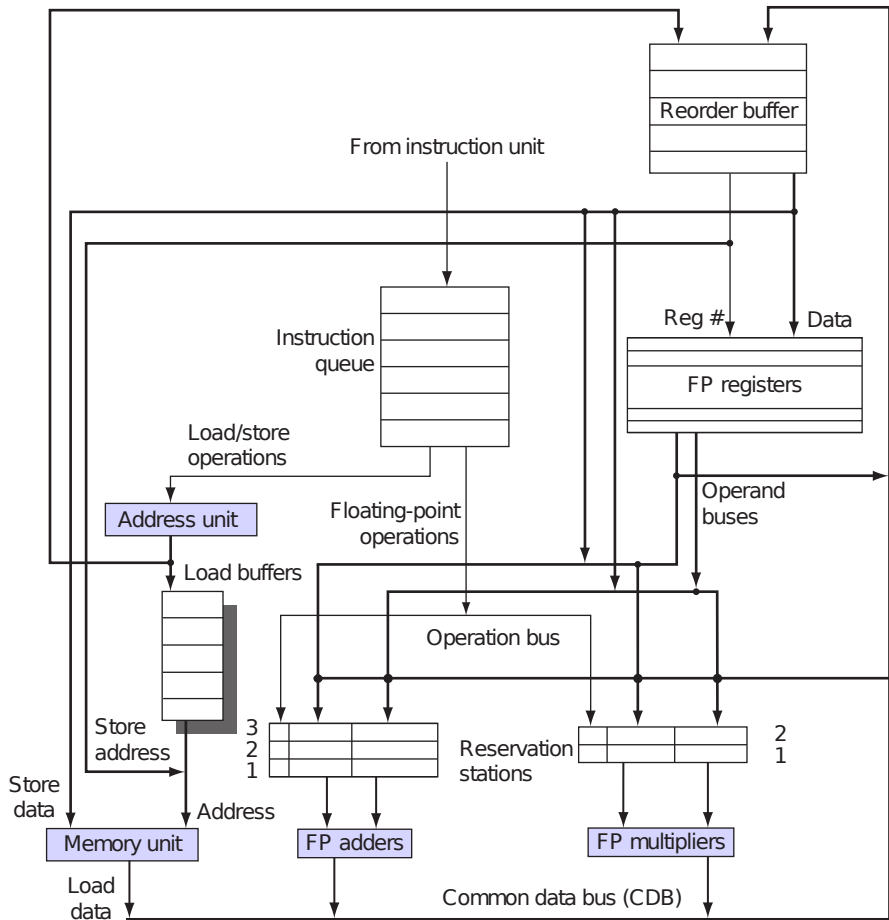 Reorder buffer
From instruction unit
Reg #
Data
Instruction
queue
FP registers
Load/store
operations
Operand
buses
Address unit
Floating-point
operations
Load buffers
Operation bus
Store
address
3
2
1
Reservation
stations
2
1
Store
data
Address
Memory unit
FP adders
FP multipliers
Load
data
Common data bus (CDB)